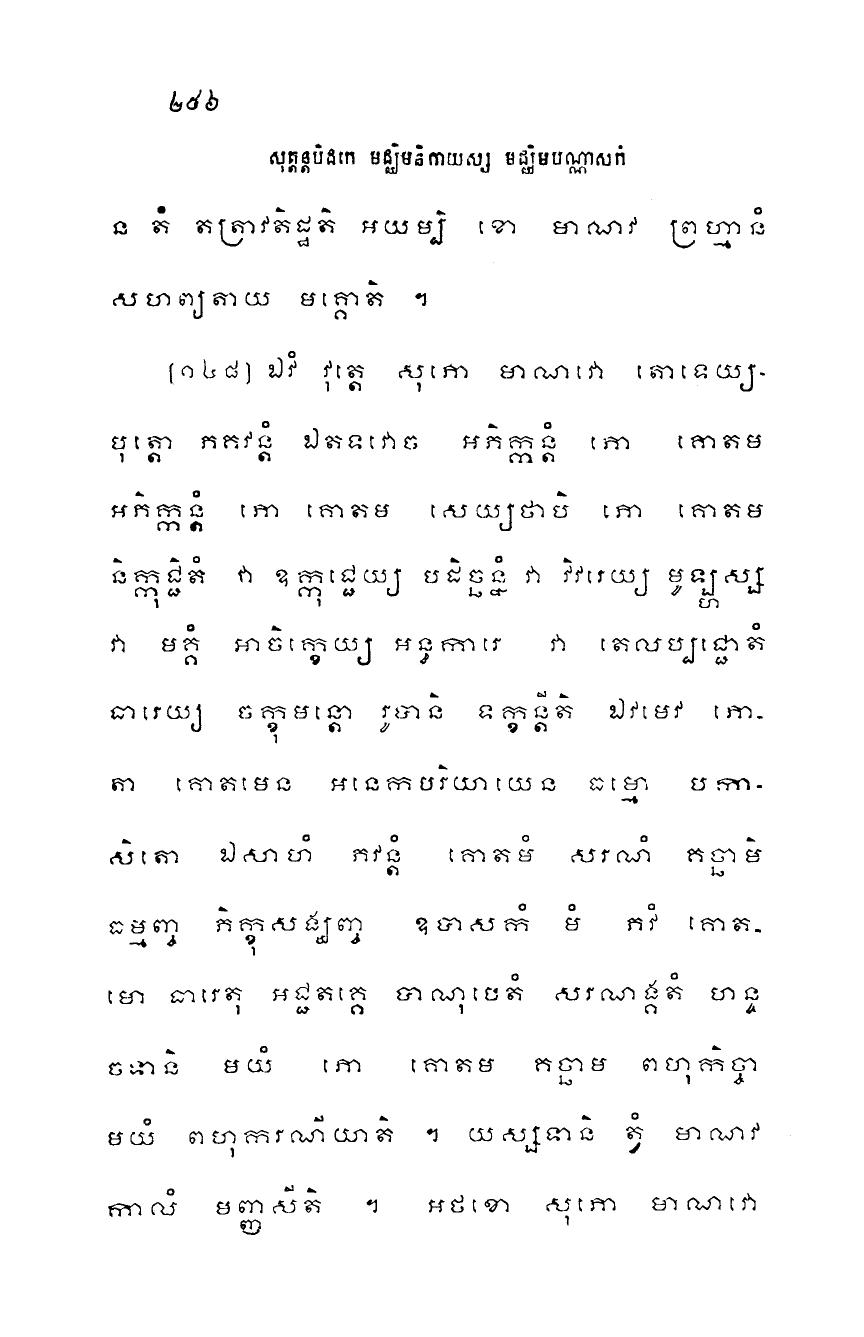 ២៩៦
សុត្តន្តបិដកេ មជ្ឈិមនិកាយស្ស មជ្ឈិមបណ្ណាសកំ
ន តំ តត្រាវតិដ្ឋតិ អយម្បិ ខោ មាណវ ព្រហ្មានំ
សហព្យតាយ មគ្គោតិ ។
[១៤៨] ឯវំ វុត្តេ សុភោ មាណវោ តោទេយ្យ-
បុត្តោ ភគវន្តំ ឯតទវោច អភិក្កន្តំ ភោ គោតម
អភិក្កន្តំ ភោ គោតម សេយ្យថាបិ ភោ គោតម
និក្កុជ្ជិតំ វា ឧក្កុជ្ជេយ្យ បដិច្ឆន្នំ វា វិវរេយ្យ មូឡ្ហស្ស
វា មគ្គំ អាចិក្ខេយ្យ អន្ធការេ វា តេលប្បជ្ជោតំ
ធារេយ្យ ចក្ខុមន្តោ រូបានិ ទក្ខន្តីតិ ឯវមេវ ភោ-
តា គោតមេន អនេកបរិយាយេន ធម្មោ បកា-
សិតោ ឯសាហំ ភវន្តំ គោតមំ សរណំ គច្ឆាមិ
ធម្មញ្ច ភិក្ខុសង្ឃញ្ច ឧបាសកំ មំ ភវំ គោត-
មោ ធារេតុ អជ្ជតគ្គេ បាណុបេតំ សរណង្គតំ ហន្ទ
ចទានិ មយំ ភោ គោតម គច្ឆាម ពហុកិច្ចា
មយំ ពហុករណីយាតិ ។ យស្សទានិ ត្វំ មាណវ
កាលំ មញ្ញសីតិ ។ អថខោ សុភោ មាណវោ